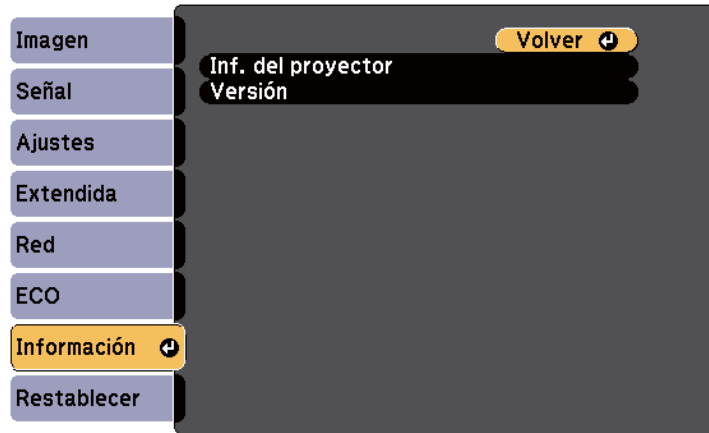 Imagen
Señal
Ajustes
Extendida
Red
ECO
Información
Restablecer
Volver
Inf. del proyector
Versión